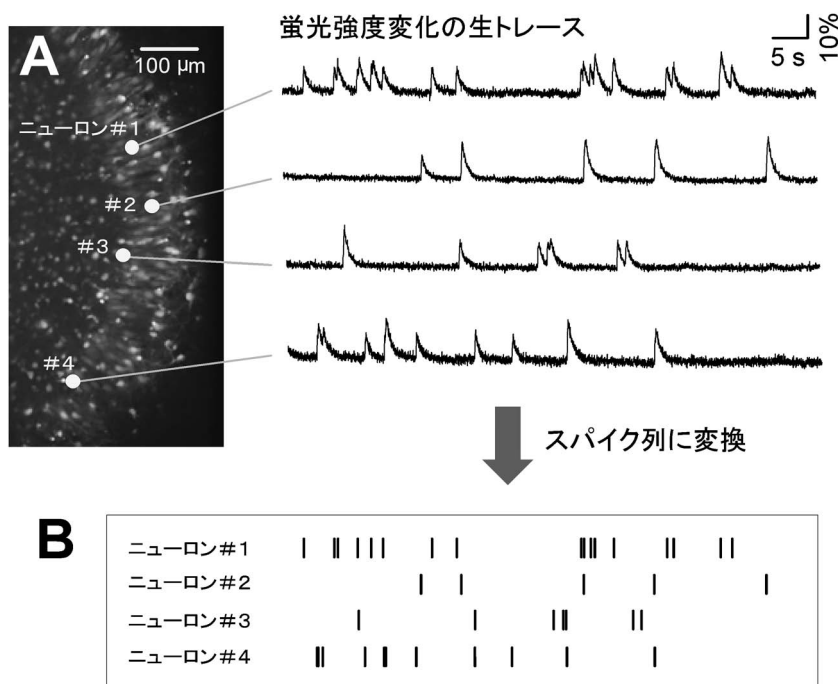 A
100 µm
ニューロン#1
#2
#3
#4
蛍光強度変化の生トレース
5 s
10%
スパイク列に変換
B
ニューロン#1
ニューロン#2
ニューロン#3
ニューロン#4